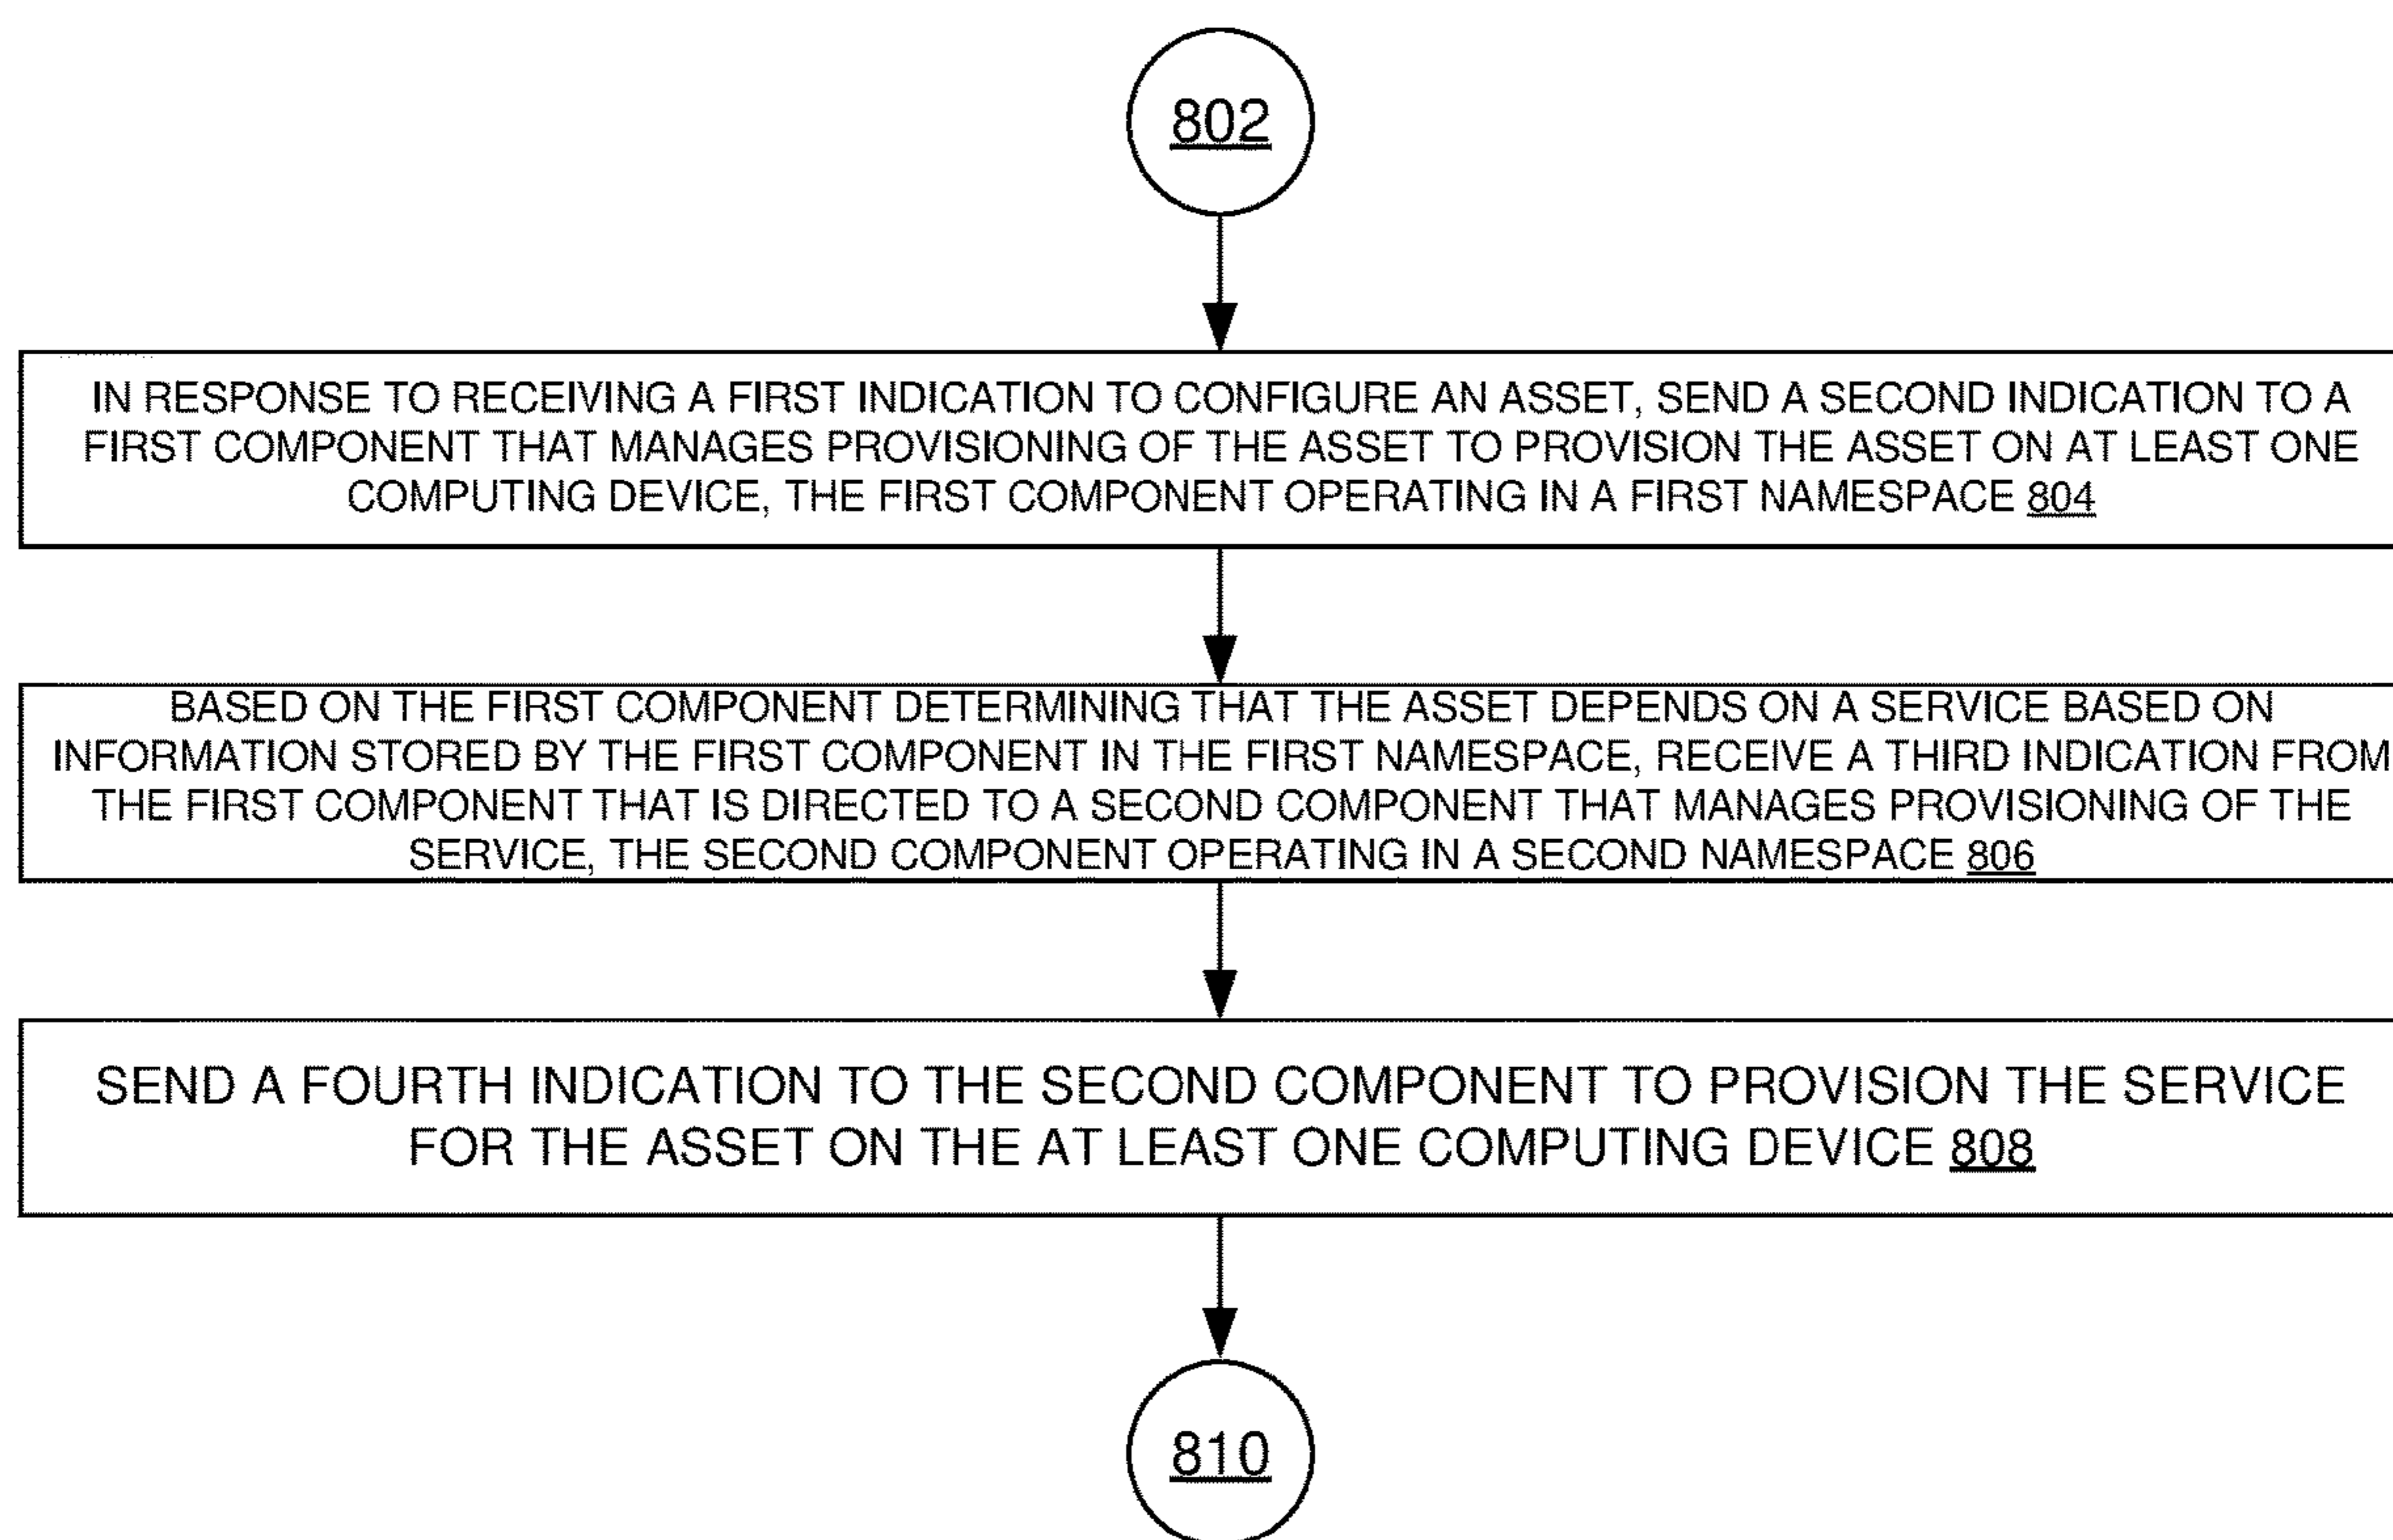 802
IN RESPONSE TO RECEIVING A FIRST INDICATION TO CONFIGURE AN ASSET, SEND A SECOND INDICATION TO A
FIRST COMPONENT THAT MANAGES PROVISIONING OF THE ASSET TO PROVISION THE ASSET ON AT LEAST ONE
COMPUTING DEVICE, THE FIRST COMPONENT OPERATING IN A FIRST NAMESPACE 804
BASED ON THE FIRST COMPONENT DETERMINING THAT THE ASSET DEPENDS ON A SERVICE BASED ON
INFORMATION STORED BY THE FIRST COMPONENT IN THE FIRST NAMESPACE, RECEIVE A THIRD INDICATION FROM
THE FIRST COMPONENT THAT IS DIRECTED TO A SECOND COMPONENT THAT MANAGES PROVISIONING OF THE
SERVICE, THE SECOND COMPONENT OPERATING IN A SECOND NAMESPACE 806
SEND A FOURTH INDICATION TO THE SECOND COMPONENT TO PROVISION THE SERVICE
FOR THE ASSET ON THE AT LEAST ONE COMPUTING DEVICE 808
810